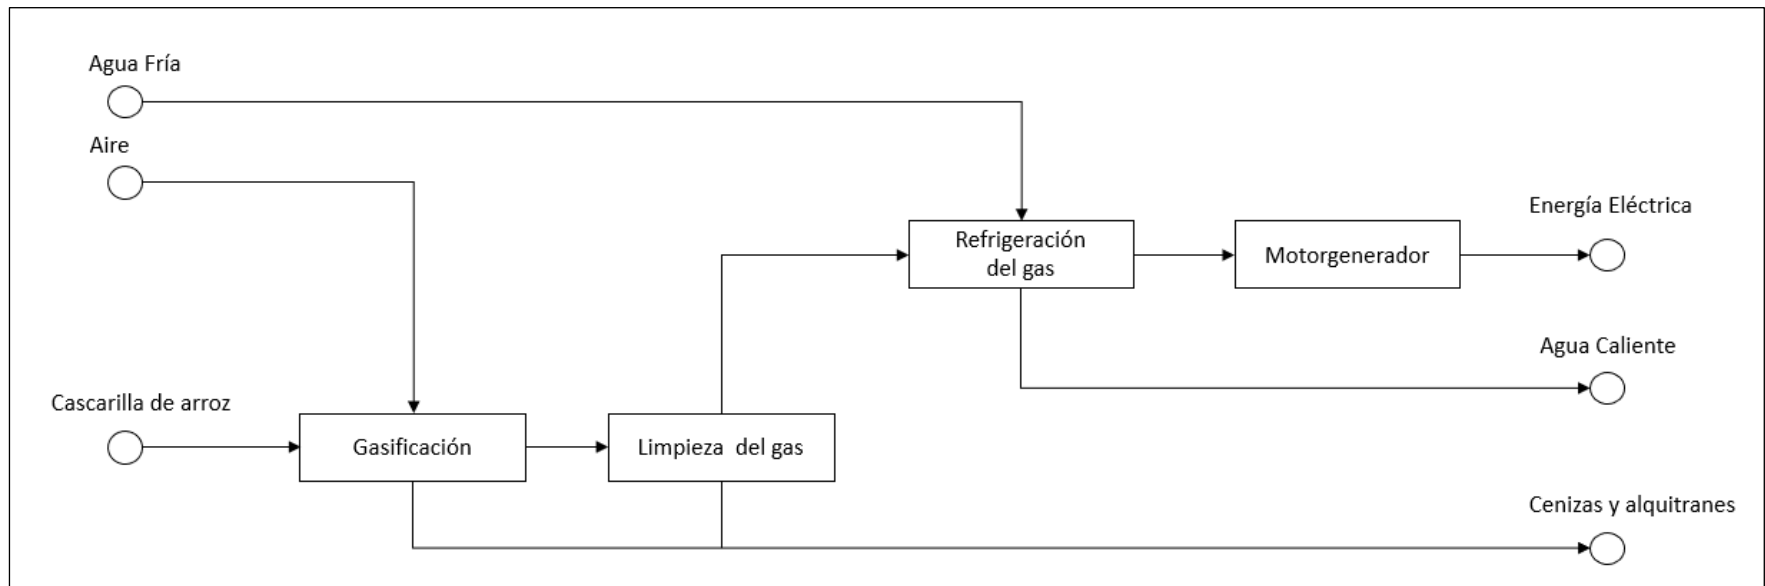 Agua Fría
Aire
Refrigeración
del gas
Motorgenerador
Energía Eléctrica
Agua Caliente
Cascarilla de arroz
Gasificación
Limpieza del gas
Cenizas y alquitranes